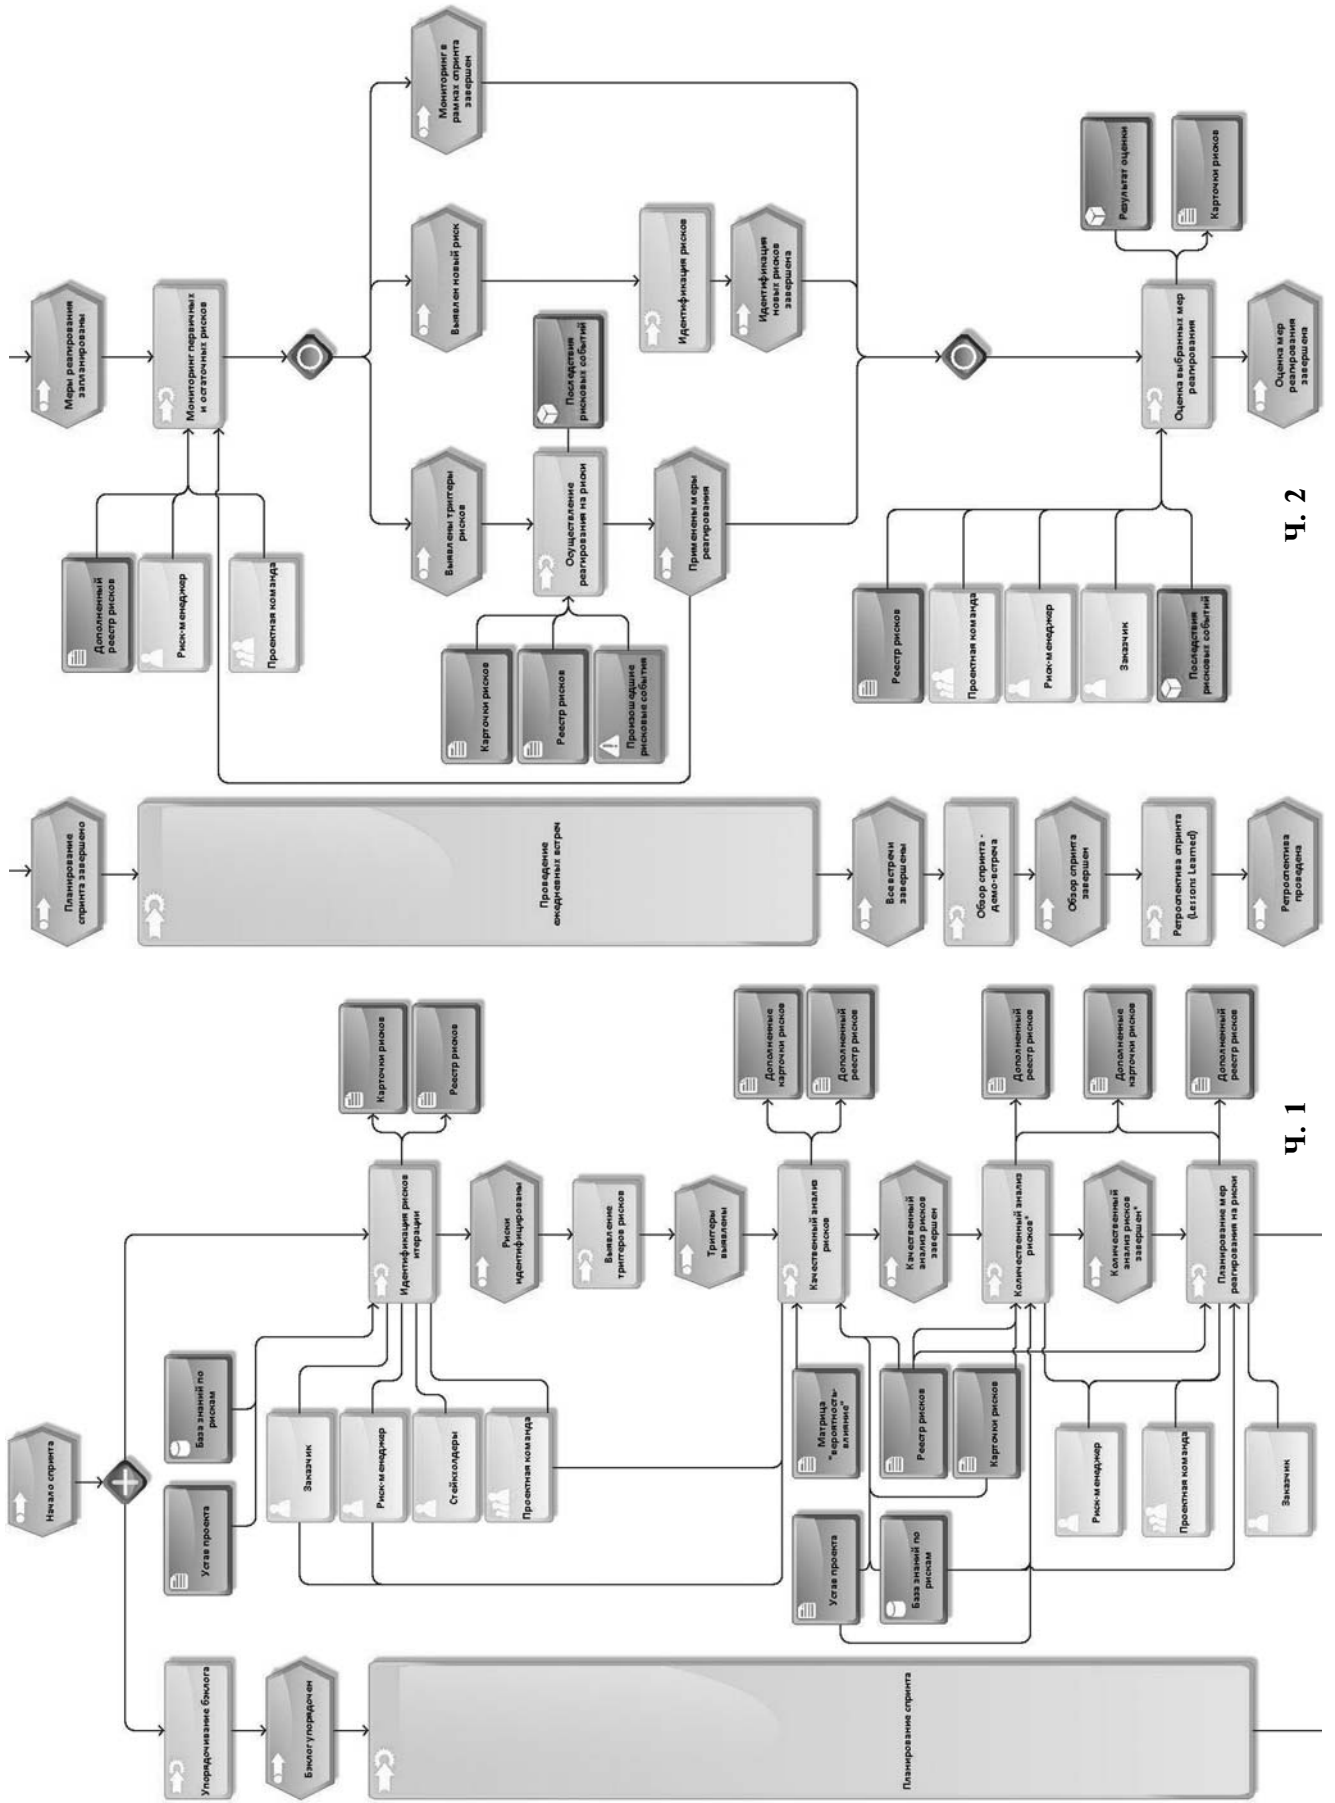 Начало спринта
Упорядочивание бэклога
Бэклог упорядочен
Планирование спринта
Устав проекта
База знаний по
рискам
Заказчик
Риск-менеджер
Стейкхолдеры
Проектная команда
Идентификация рисков
итерации
Карточки рисков
Реестр рисков
Риски
идентифицированы
Выявление
триггеров рисков
Триггеры
выявлены
Матрица
"вероятность-
влияние"
Качественный анализ
рисков
Дополненные
карточки рисков
Дополненный
реестр рисков
Устав проекта
База знаний по
рискам
Реестр рисков
Карточки рисков
Качественный
анализ рисков
завершен
Количественный анализ
рисков*
Дополненный
реестр рисков
Риск-менеджер
Проектная команда
Заказчик
Количественный
анализ рисков
завершен*
Дополненные
карточки рисков
Планирование мер
реагирования на риски
Дополненный
реестр рисков
Ч. 1
Планирование
спринта завершено
Проведение
ежедневных встреч
Все встречи
завершены
Обзор спринта -
демо-встреча
Обзор спринта
завершен
Ретроспектива спринта
(Lessons Learned)
Ретроспектива
проведена
Меры реагирования
запланированы
Дополненный
реестр рисков
Риск-менеджер
Проектная команда
Мониторинг первичных
и остаточных рисков
Выявлены триггеры
рисков
Выявлен новый риск
Мониторинг в
рамках спринта
завершен
Карточки рисков
Реестр рисков
Произошедшие
рисковые события
Осуществление
реагирования на риски
Последствия
рисковых событий
Идентификация рисков
Применены меры
реагирования
Идентификация
новых рисков
завершена
Реестр рисков
Проектная команда
Риск-менеджер
Заказчик
Последствия
рисковых событий
Оценка выбранных мер
реагирования
Результат оценки
Карточки рисков
Оценка мер
реагирования
завершена
Ч. 2